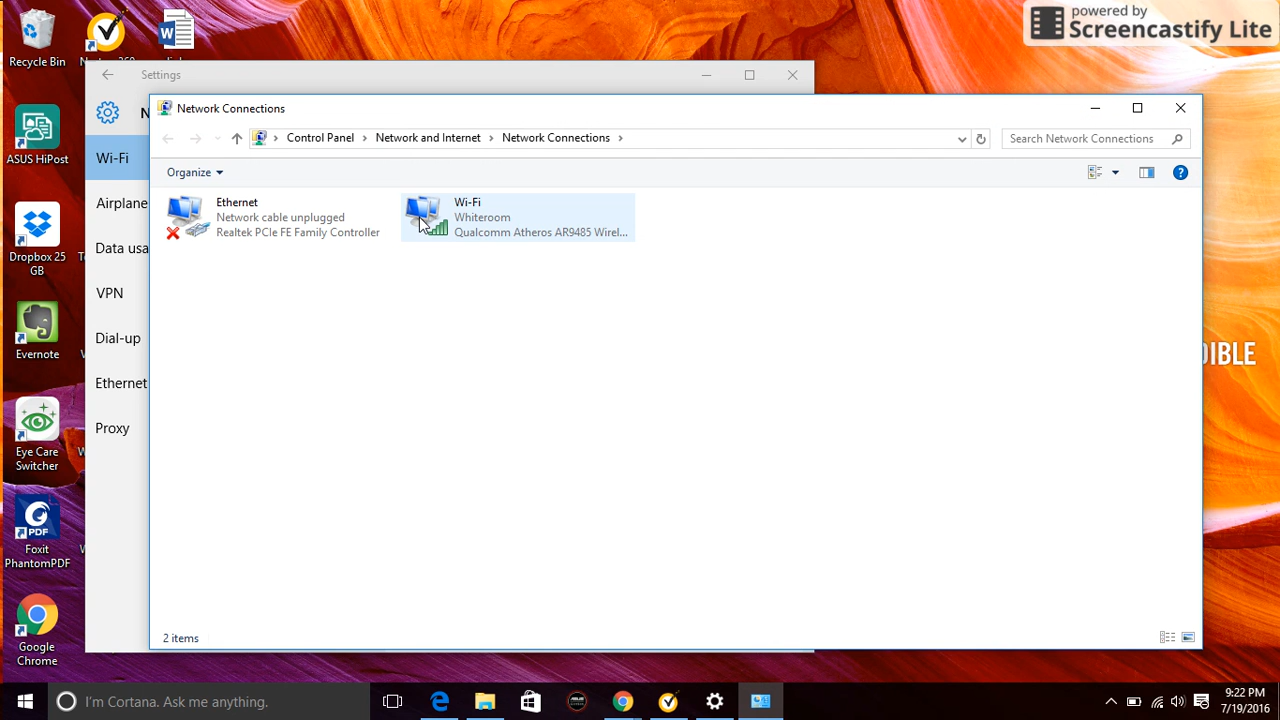 Recycle Bin
powered by
Screencastify Lite
Settings
Network Connections
ASUS HiPost
Control Panel
Network and Internet
Network Connections
Search Network Connections
Wi-Fi
Organize
Airplane
Ethernet
Network cable unplugged
Realtek PCIe FE Family Controller
Wi-Fi
Whiteroom
Qualcomm Atheros AR9485 Wirel...
Dropbox 25
GB
Data usa
VPN
Dial-up
Evernote
Ethernet
Proxy
DIBLE
Eye Care
Switcher
PDF
Foxit
PhantomPDF
Google
Chrome
2 items
I'm Cortana. Ask me anything.
9:22 PM
7/19/2016